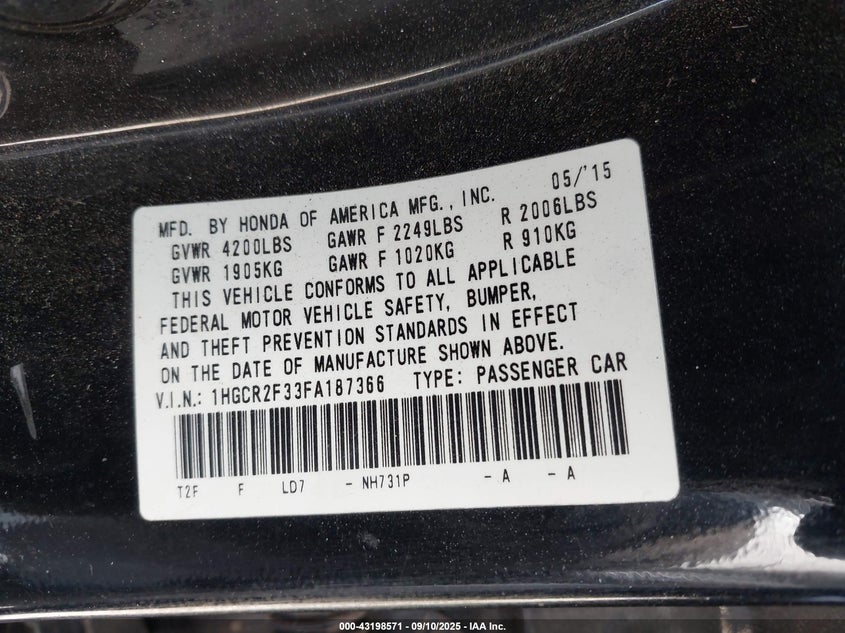 MFD. BY HONDA OF AMERICA MFG., INC. 05/'15
GVWR 4200LBS GAWR F 2249LBS R 2006LBS
GVWR 1905KG GAWR F 1020KG R 910KG
THIS VEHICLE CONFORMS TO ALL APPLICABLE
FEDERAL MOTOR VEHICLE SAFETY, BUMPER,
AND THEFT PREVENTION STANDARDS IN EFFECT
ON THE DATE OF MANUFACTURE SHOWN ABOVE.
V.I.N.: 1HGCR2F33FA187366 TYPE: PASSENGER CAR
T2F F LD7 - NH731P - A - A
000-43198571 - 09/10/2025 - IAA Inc.